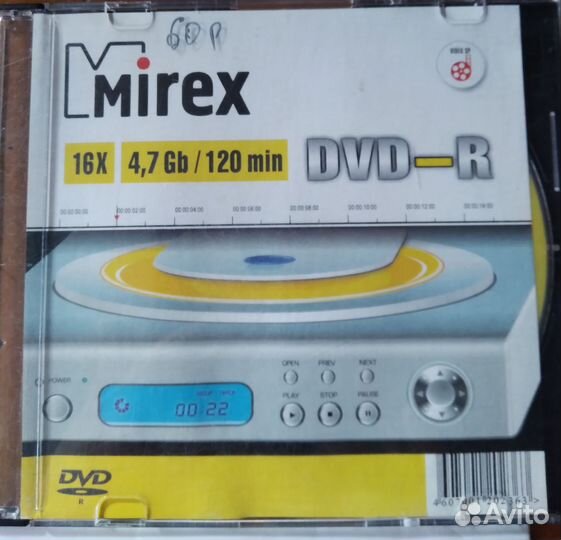 60 р
Mirex
VIDEO SP
16X 4,7 Gb / 120 min DVD-R
00:00:00:00 00:00:02:00 00:00:04:00 00:00:06:00 00:00:08:00 00:00:10:00 00:00:12:00 00:00:14:00
OPEN PREV NEXT
POWER
00:22
PLAY STOP PAUSE
DVD
R
Avito